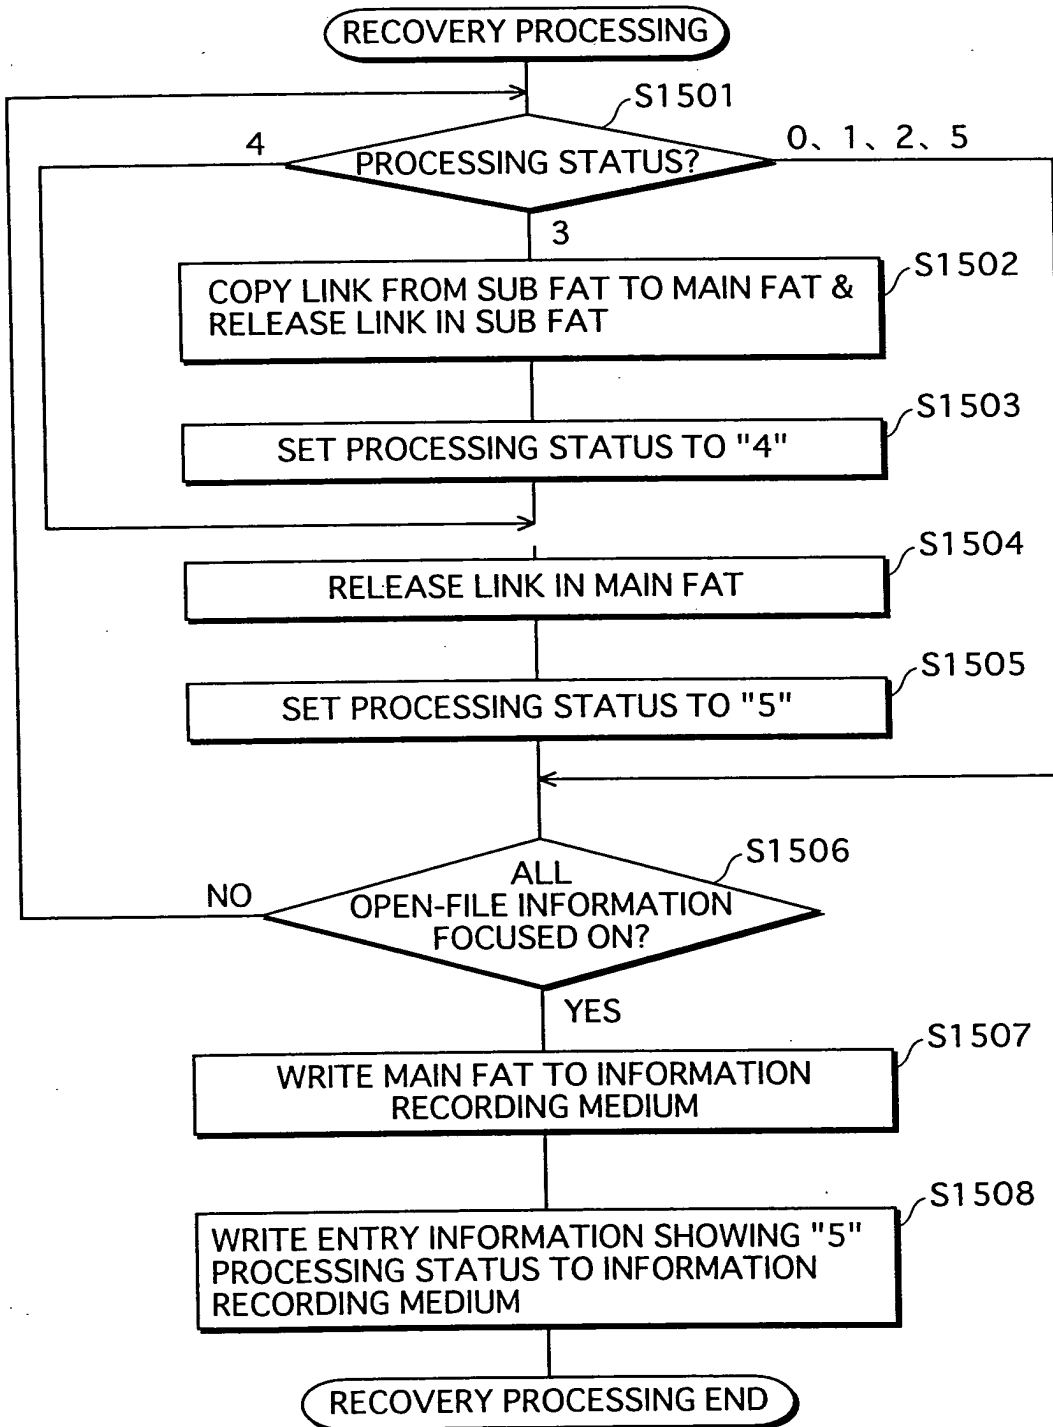 RECOVERY PROCESSING
S1501
4
PROCESSING STATUS?
0、1、2、5
3
S1502
COPY LINK FROM SUB FAT TO MAIN FAT &
RELEASE LINK IN SUB FAT
S1503
SET PROCESSING STATUS TO "4"
S1504
RELEASE LINK IN MAIN FAT
S1505
SET PROCESSING STATUS TO "5"
S1506
NO
ALL
OPEN-FILE INFORMATION
FOCUSED ON?
YES
S1507
WRITE MAIN FAT TO INFORMATION
RECORDING MEDIUM
S1508
WRITE ENTRY INFORMATION SHOWING "5"
PROCESSING STATUS TO INFORMATION
RECORDING MEDIUM
RECOVERY PROCESSING END